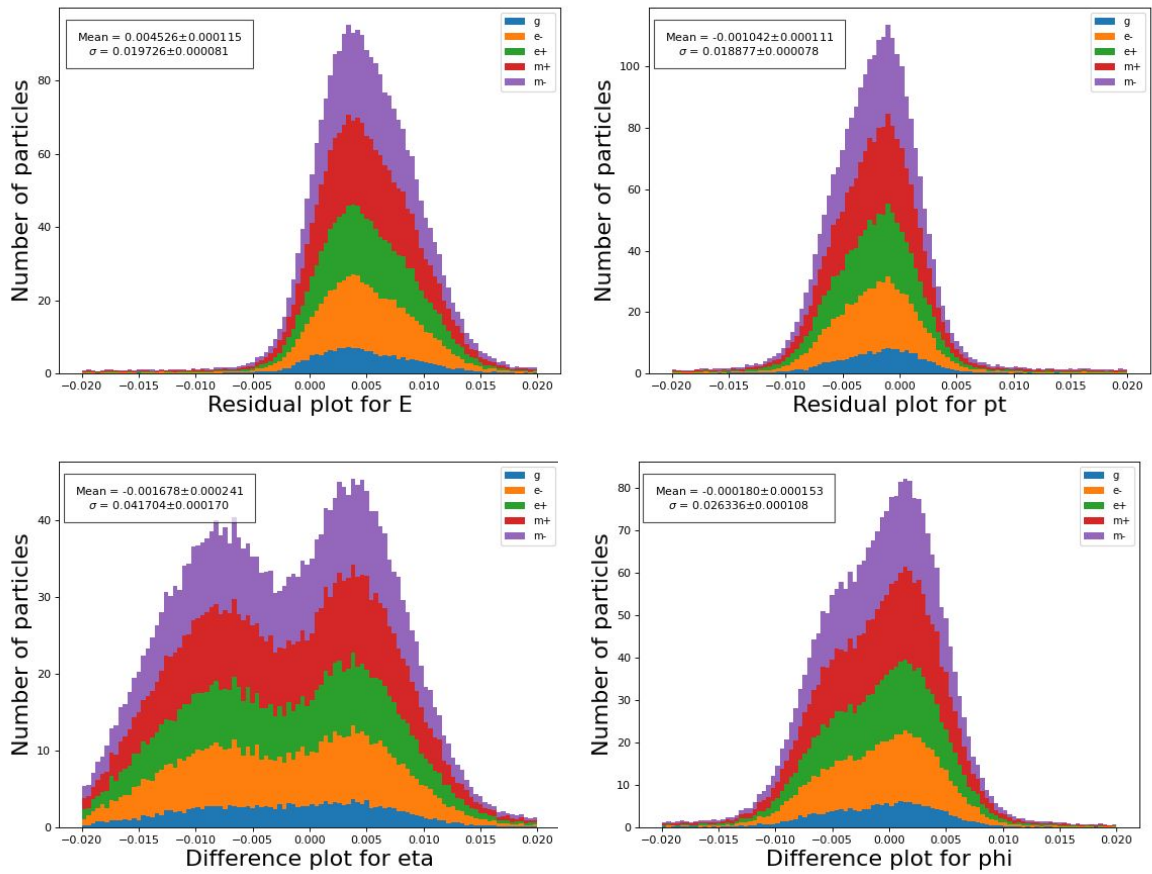 Mean = 0.004526±0.000115
σ = 0.019726±0.000081
g
e-
e+
m+
m-
Number of particles
0
20
40
60
80
−0.020 −0.015 −0.010 −0.005 0.000 0.005 0.010 0.015 0.020
Residual plot for E
Mean = -0.001042±0.000111
σ = 0.018877±0.000078
g
e-
e+
m+
m-
Number of particles
0
20
40
60
80
100
−0.020 −0.015 −0.010 −0.005 0.000 0.005 0.010 0.015 0.020
Residual plot for pt
Mean = -0.001678±0.000241
σ = 0.041704±0.000170
g
e-
e+
m+
m-
Number of particles
0
10
20
30
40
−0.020 −0.015 −0.010 −0.005 0.000 0.005 0.010 0.015 0.020
Difference plot for eta
Mean = -0.000180±0.000153
σ = 0.026336±0.000108
g
e-
e+
m+
m-
Number of particles
0
10
20
30
40
50
60
70
80
−0.020 −0.015 −0.010 −0.005 0.000 0.005 0.010 0.015 0.020
Difference plot for phi